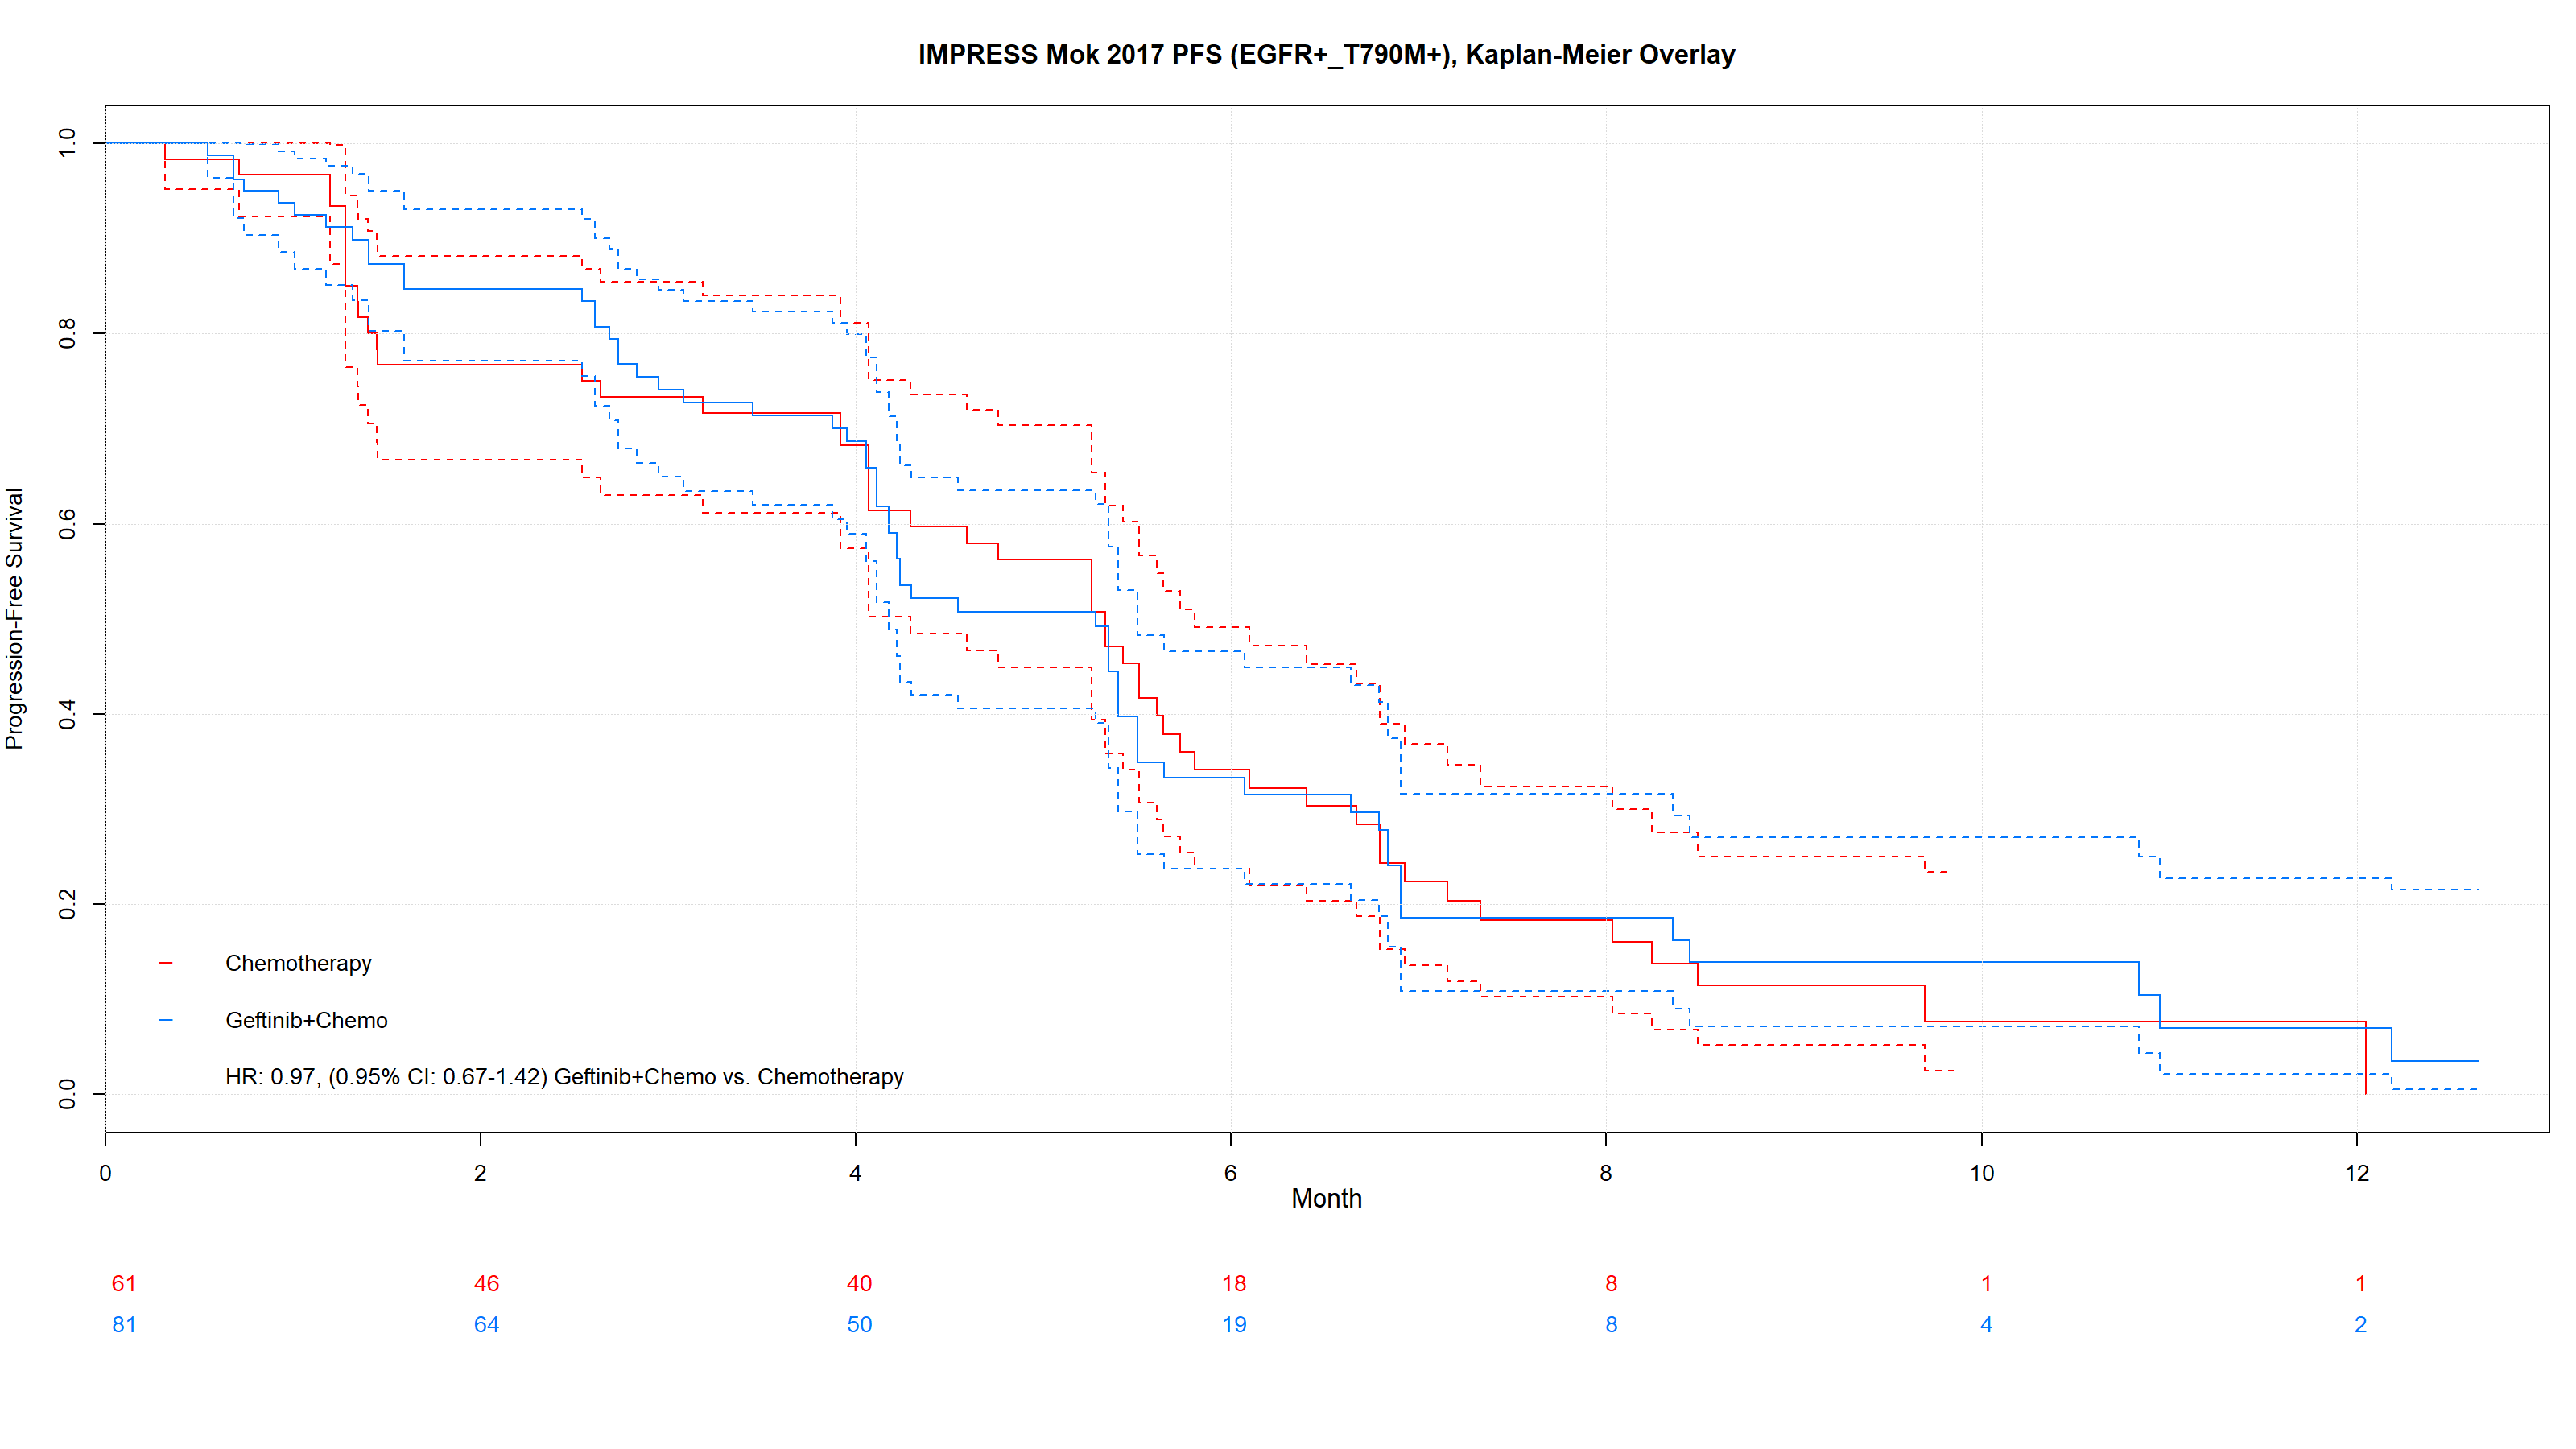 IMPRESS Mok 2017 PFS (EGFR+_T790M+), Kaplan-Meier Overlay
Progression-Free Survival
1.0
0.8
0.6
0.4
0.2
0.0
Chemotherapy
Geftinib+Chemo
HR: 0.97, (0.95% CI: 0.67-1.42) Geftinib+Chemo vs. Chemotherapy
0 2 4 6 8 10 12
Month
61 46 40 18 8 1 1
81 64 50 19 8 4 2